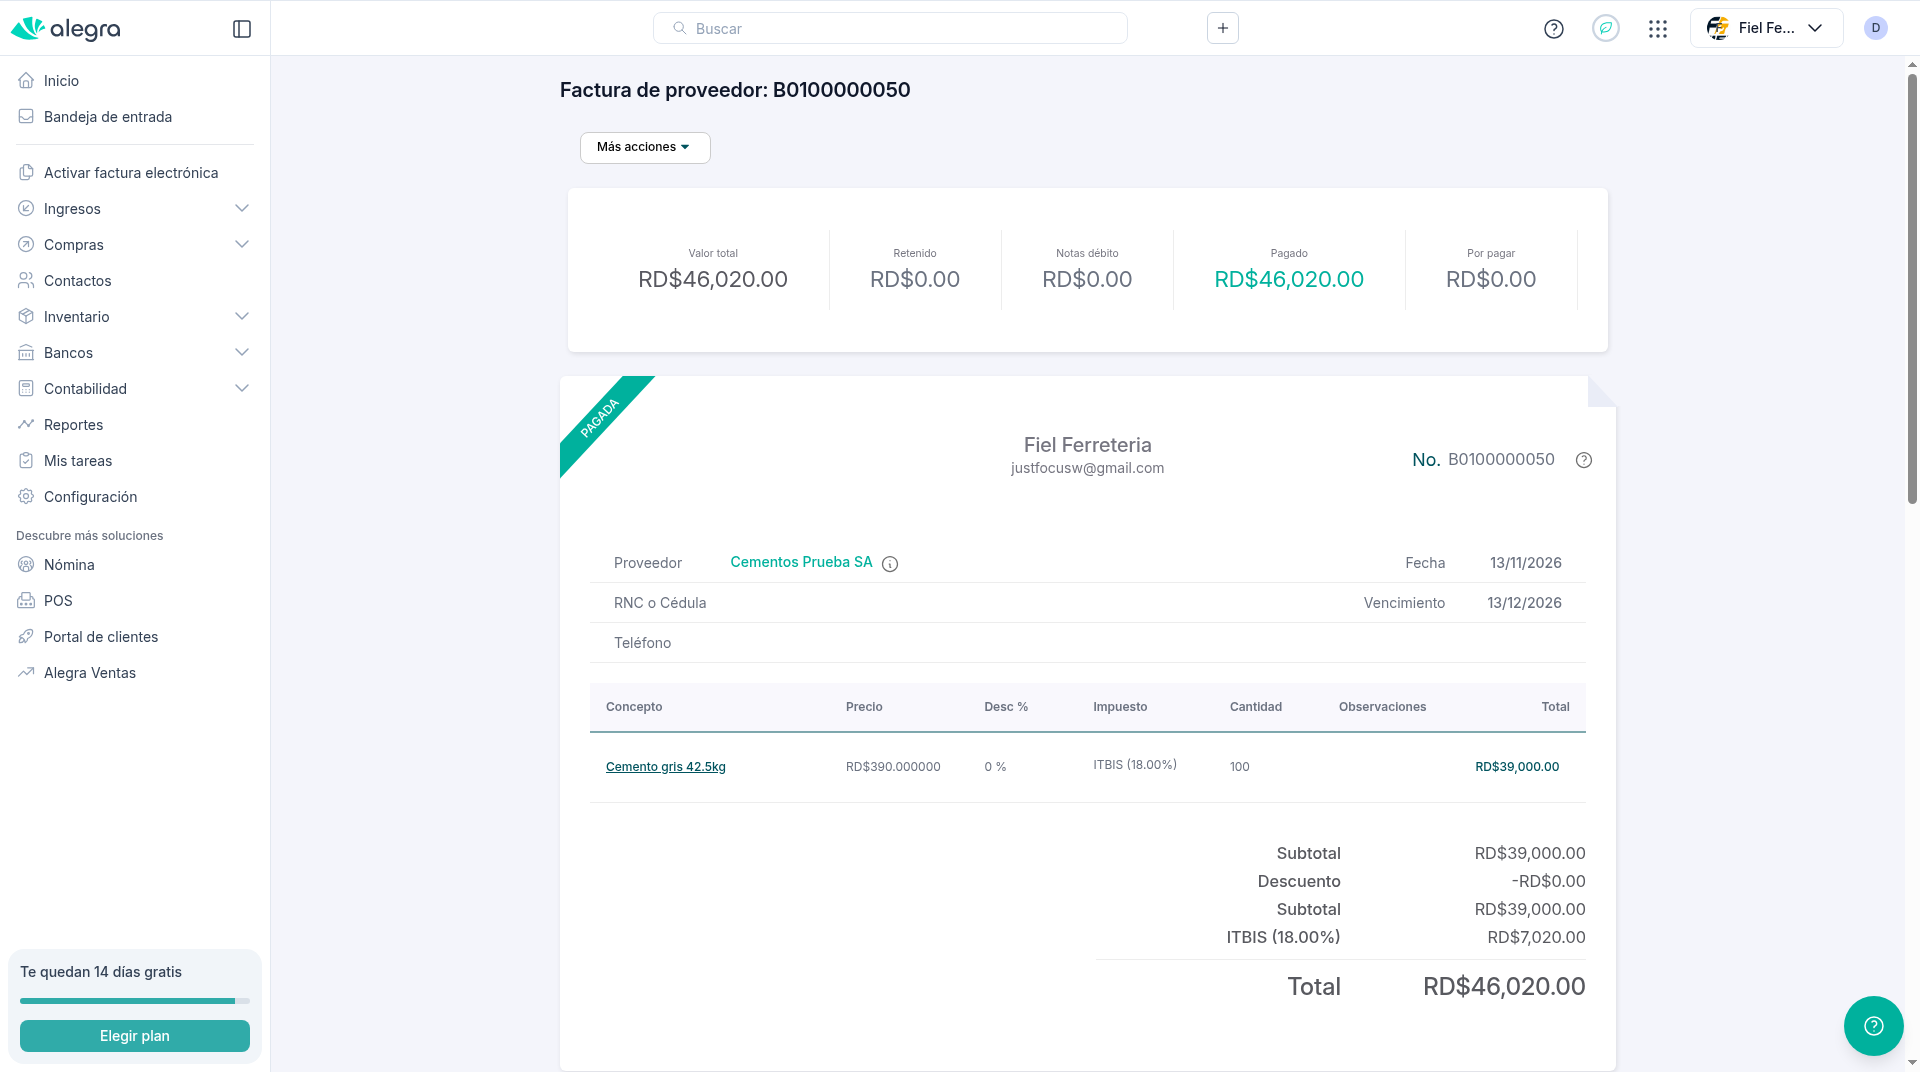 alegra
Buscar
Fiel Fe...
D
Inicio
Bandeja de entrada
Activar factura electrónica
Ingresos
Compras
Contactos
Inventario
Bancos
Contabilidad
Reportes
Mis tareas
Configuración
Descubre más soluciones
Nómina
POS
Portal de clientes
Alegra Ventas
Te quedan 14 días gratis
Elegir plan
Factura de proveedor: B0100000050
Más acciones
Valor total Retenido Notas débito Pagado Por pagar
RD$46,020.00 RD$0.00 RD$0.00 RD$46,020.00 RD$0.00
PAGADA
Fiel Ferreteria
justfocusw@gmail.com
No. B0100000050
Proveedor Cementos Prueba SA Fecha 13/11/2026
RNC o Cédula Vencimiento 13/12/2026
Teléfono
Concepto Precio Desc % Impuesto Cantidad Observaciones Total
Cemento gris 42.5kg RD$390.000000 0 % ITBIS (18.00%) 100 RD$39,000.00
Subtotal RD$39,000.00
Descuento -RD$0.00
Subtotal RD$39,000.00
ITBIS (18.00%) RD$7,020.00
Total RD$46,020.00